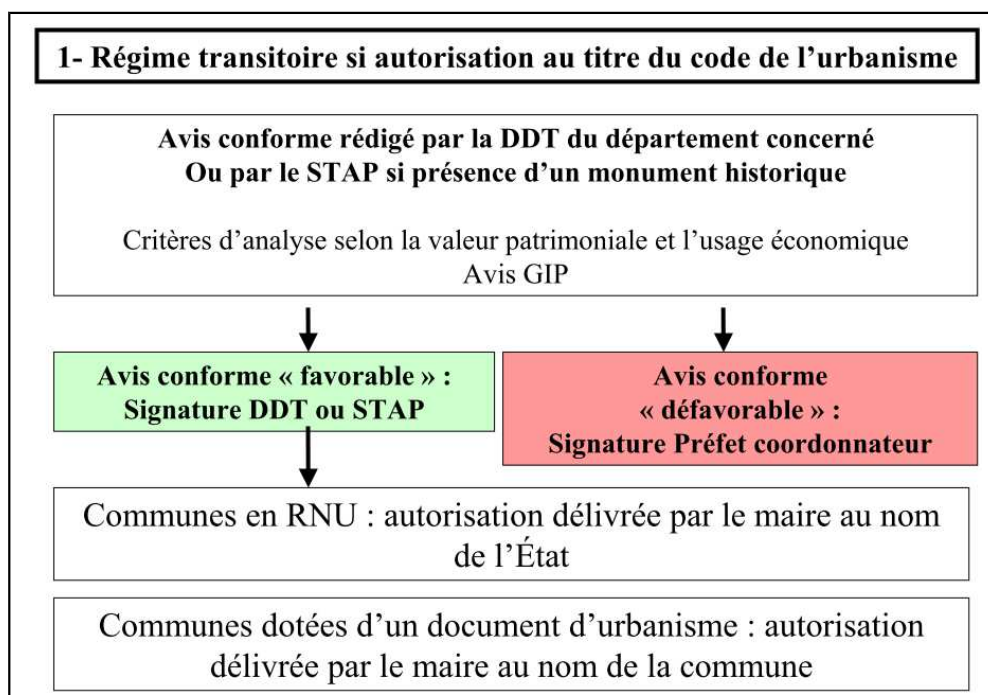 1- Régime transitoire si autorisation au titre du code de l’urbanisme
Avis conforme rédigé par la DDT du département concerné
Ou par le STAP si présence d’un monument historique
Critères d’analyse selon la valeur patrimoniale et l’usage économique
Avis GIP
Avis conforme « favorable » :
Signature DDT ou STAP
Avis conforme
« défavorable » :
Signature Préfet coordonnateur
Communes en RNU : autorisation délivrée par le maire au nom
de l’État
Communes dotées d’un document d’urbanisme : autorisation
délivrée par le maire au nom de la commune